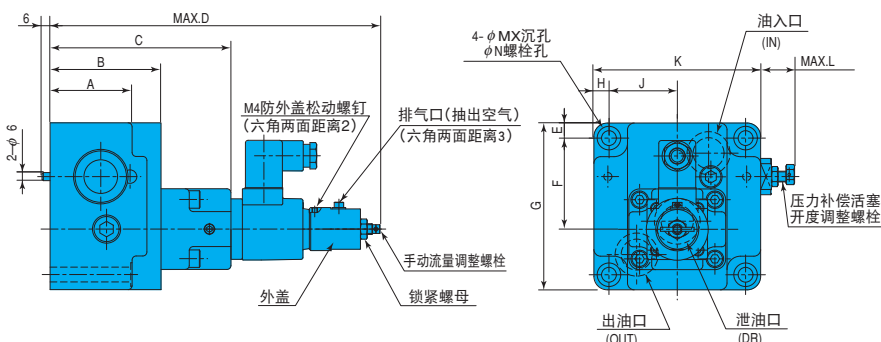 6
MAX.D
C
B
A
2-φ 6
M4防外盖松动螺钉
(六角两面距离2)
排气口(抽出空气)
(六角两面距离3)
手动流量调整螺栓
锁紧螺母
外盖
4-φMX沉孔
φN螺栓孔
油入口
(IN)
K
MAX.L
H
J
E
F
G
压力补偿活塞
开度调整螺栓
出油口
(OUT)
泄油口
(DR)